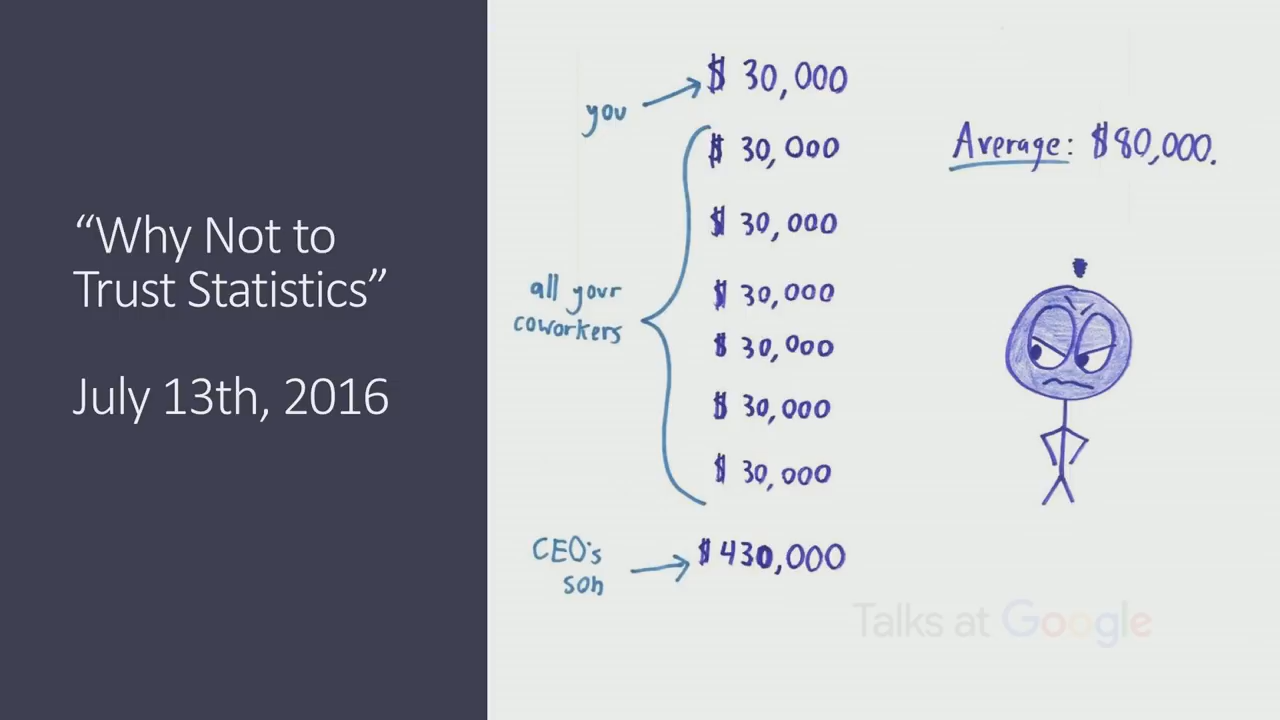 “Why Not to
Trust Statistics”
July 13th, 2016
you
$ 30,000
$ 30,000
$ 30,000
all your
coworkers
$ 30,000
$ 30,000
$ 30,000
$ 30,000
CEO's
son
$ 430,000
Average: $80,000.
Talks at Google